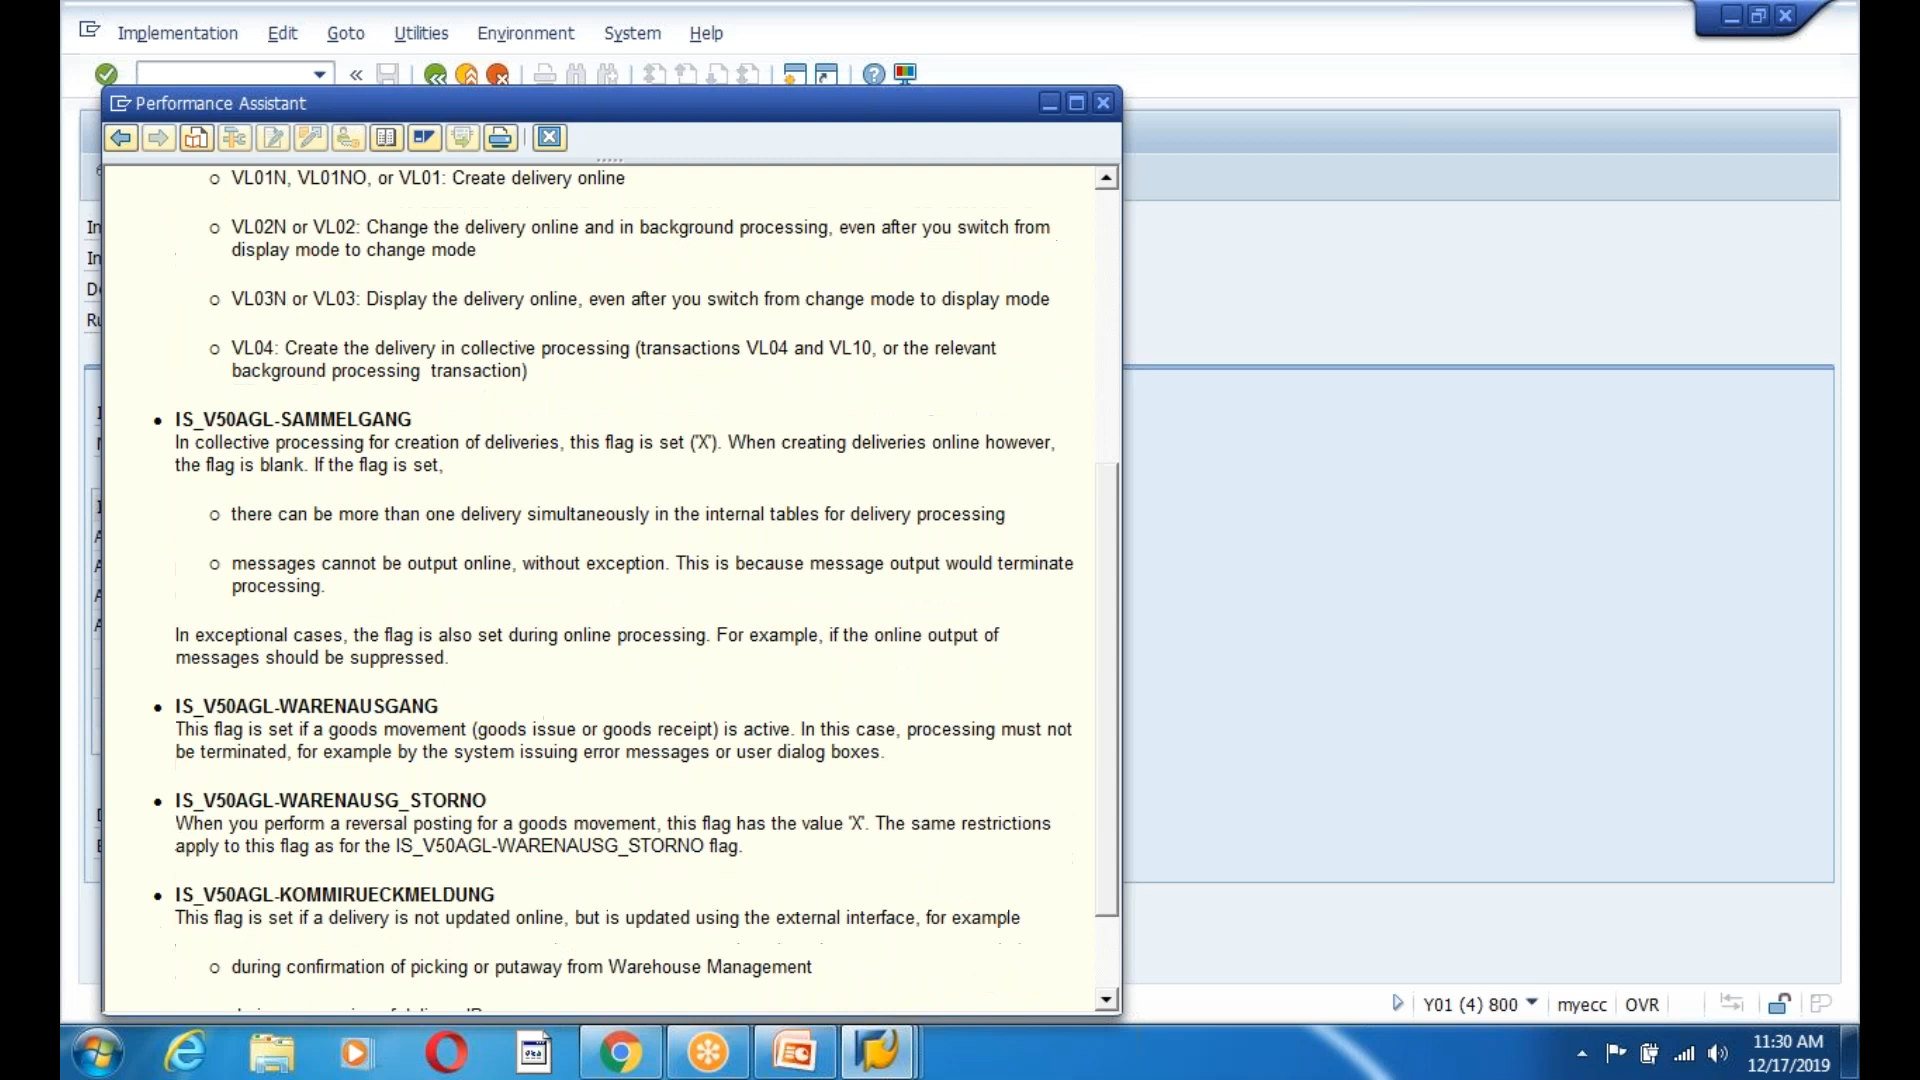 Implementation Edit Goto Utilities Environment System Help
Performance Assistant
VL01N, VL01NO, or VL01: Create delivery online
VL02N or VL02: Change the delivery online and in background processing, even after you switch from
display mode to change mode
VL03N or VL03: Display the delivery online, even after you switch from change mode to display mode
VL04: Create the delivery in collective processing (transactions VL04 and VL10, or the relevant
background processing transaction)
IS_V50AGL-SAMMELGANG
In collective processing for creation of deliveries, this flag is set ('X'). When creating deliveries online however,
the flag is blank. If the flag is set,
there can be more than one delivery simultaneously in the internal tables for delivery processing
messages cannot be output online, without exception. This is because message output would terminate
processing.
In exceptional cases, the flag is also set during online processing. For example, if the online output of
messages should be suppressed.
IS_V50AGL-WARENAUSGANG
This flag is set if a goods movement (goods issue or goods receipt) is active. In this case, processing must not
be terminated, for example by the system issuing error messages or user dialog boxes.
IS_V50AGL-WARENAUSG_STORNO
When you perform a reversal posting for a goods movement, this flag has the value 'X'. The same restrictions
apply to this flag as for the IS_V50AGL-WARENAUSG_STORNO flag.
IS_V50AGL-KOMMIRUECKMELDUNG
This flag is set if a delivery is not updated online, but is updated using the external interface, for example
during confirmation of picking or putaway from Warehouse Management
Y01 (4) 800 myecc OVR
11:30 AM
12/17/2019